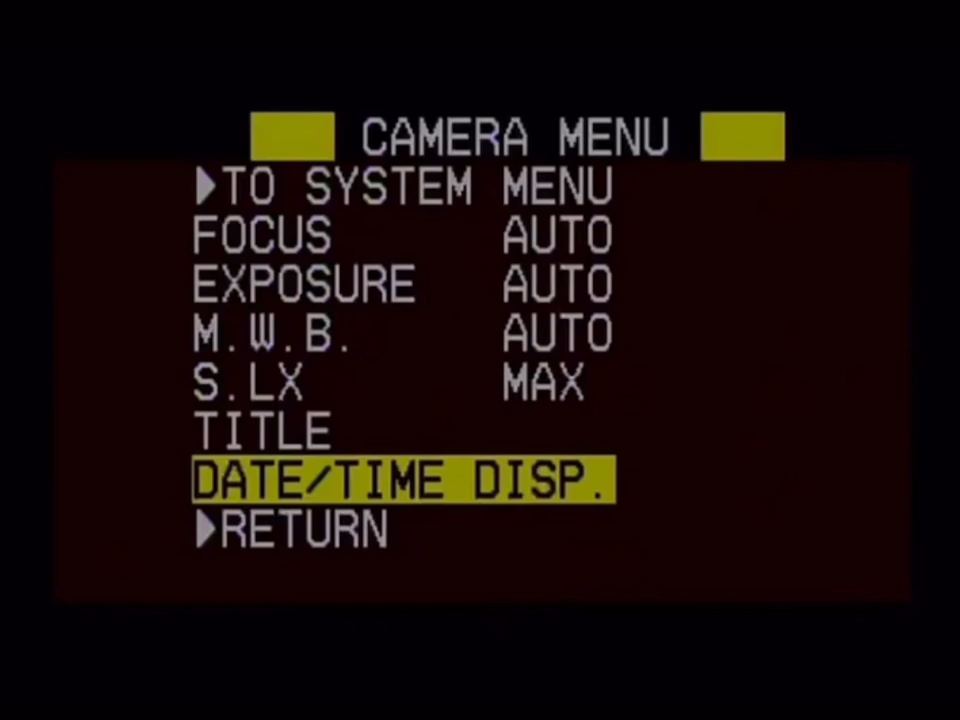 CAMERA MENU
▶TO SYSTEM MENU
FOCUS AUTO
EXPOSURE AUTO
M.W.B. AUTO
S.LX MAX
TITLE
DATE/TIME DISP.
▶RETURN